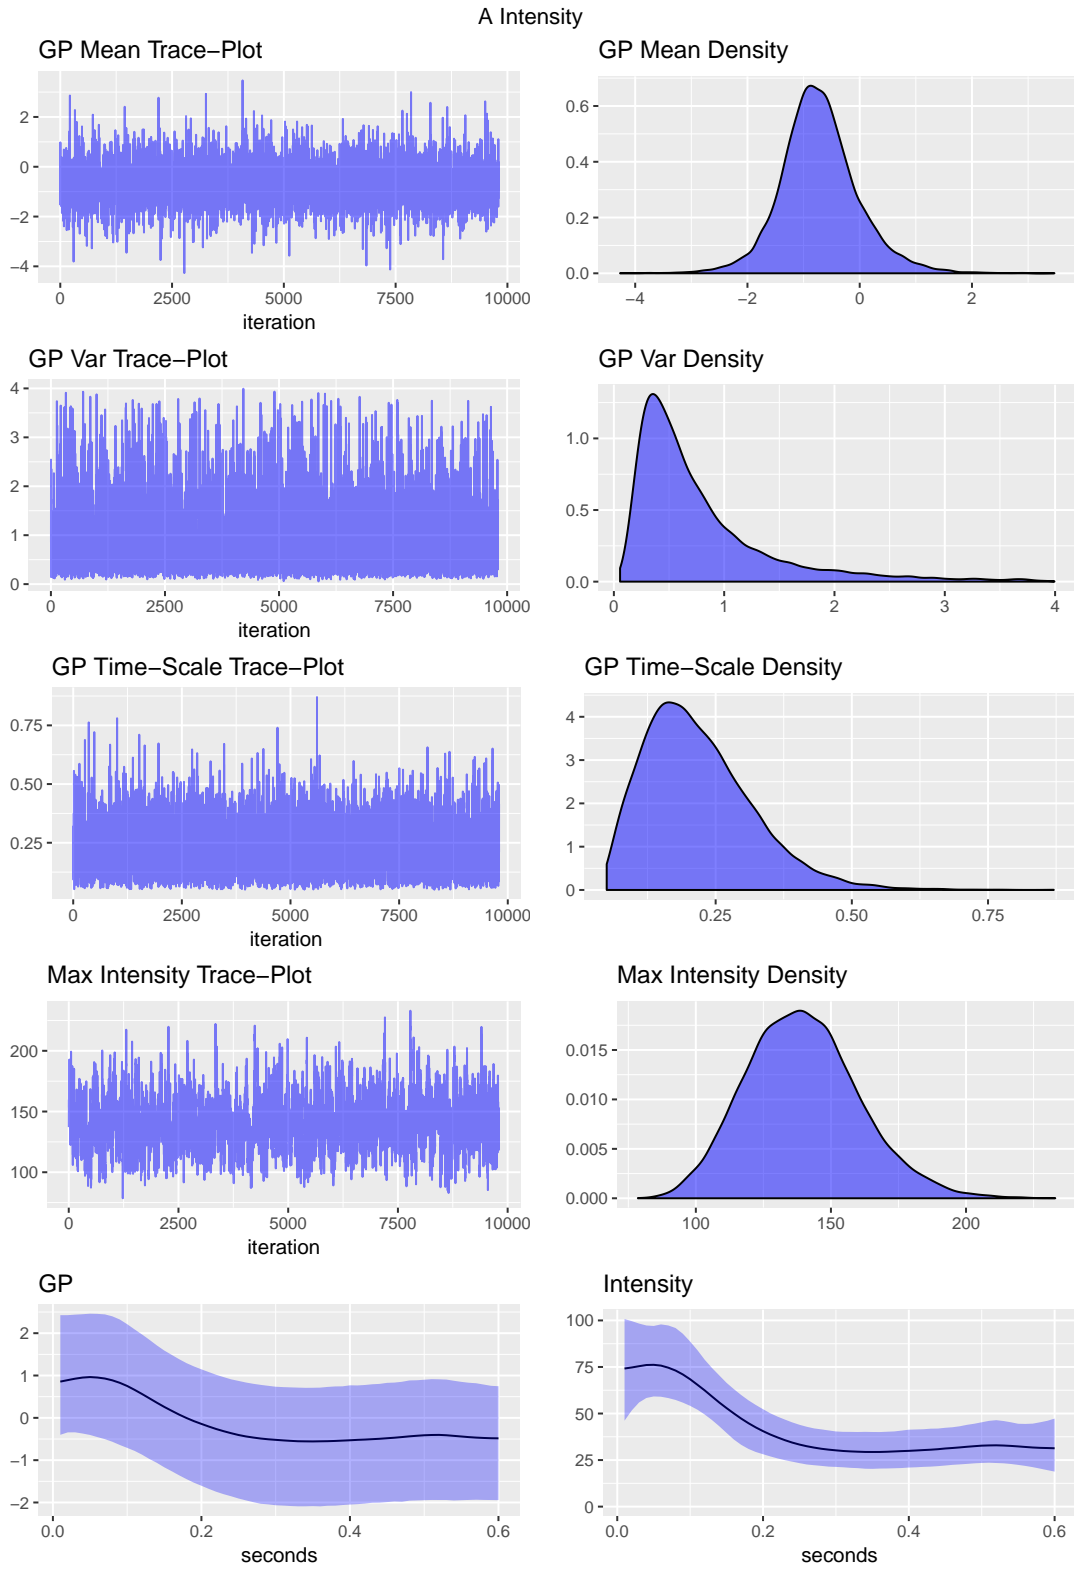 A Intensity
GP Mean Trace−Plot
GP Mean Density
2
0
−2
−4
0 2500 5000 7500 10000
iteration
0.6
0.4
0.2
0.0
−4 −2 0 2
GP Var Trace−Plot
GP Var Density
4
3
2
1
0
0 2500 5000 7500 10000
iteration
1.0
0.5
0.0
0 1 2 3 4
GP Time−Scale Trace−Plot
GP Time−Scale Density
0.75
0.50
0.25
0 2500 5000 7500 10000
iteration
4
3
2
1
0
0.25 0.50 0.75
Max Intensity Trace−Plot
Max Intensity Density
200
150
100
0 2500 5000 7500 10000
iteration
0.015
0.010
0.005
0.000
100 150 200
GP
Intensity
2
1
0
−1
−2
0.0 0.2 0.4 0.6
seconds
100
75
50
25
0
0.0 0.2 0.4 0.6
seconds